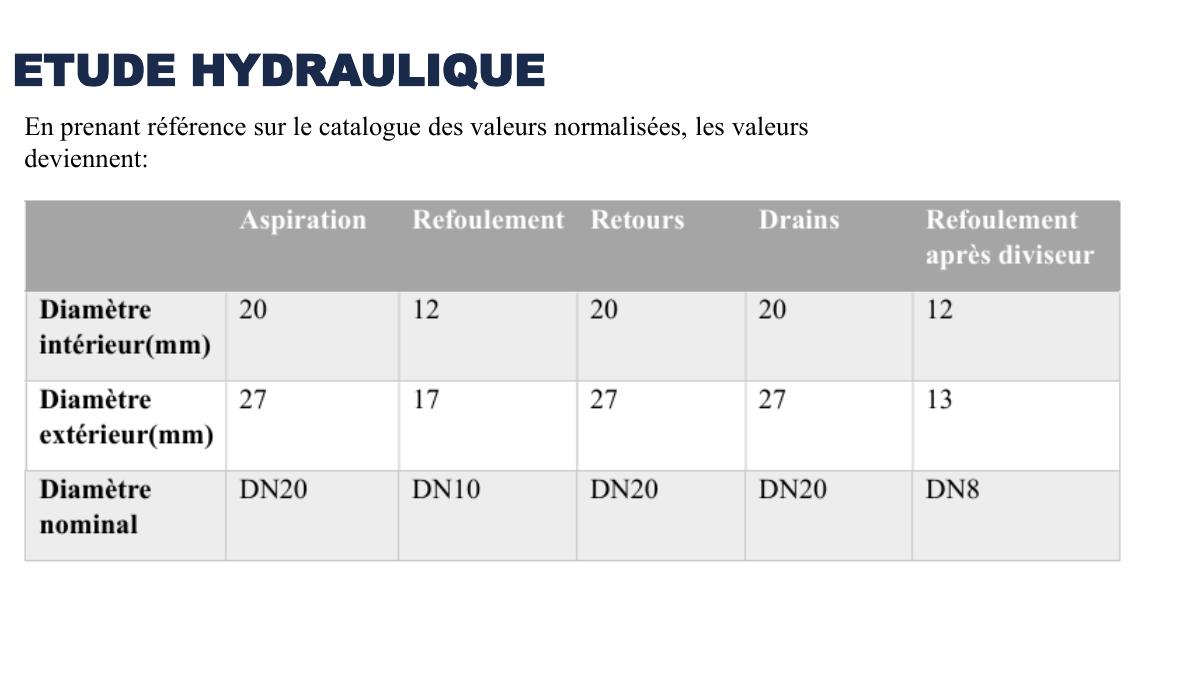 ETUDE HYDRAULIQUE
En prenant référence sur le catalogue des valeurs normalisées, les valeurs
deviennent:
Aspiration Refoulement Retours Drains Refoulement après diviseur
Diamètre intérieur(mm) 20 12 20 20 12
Diamètre extérieur(mm) 27 17 27 27 13
Diamètre nominal DN20 DN10 DN20 DN20 DN8